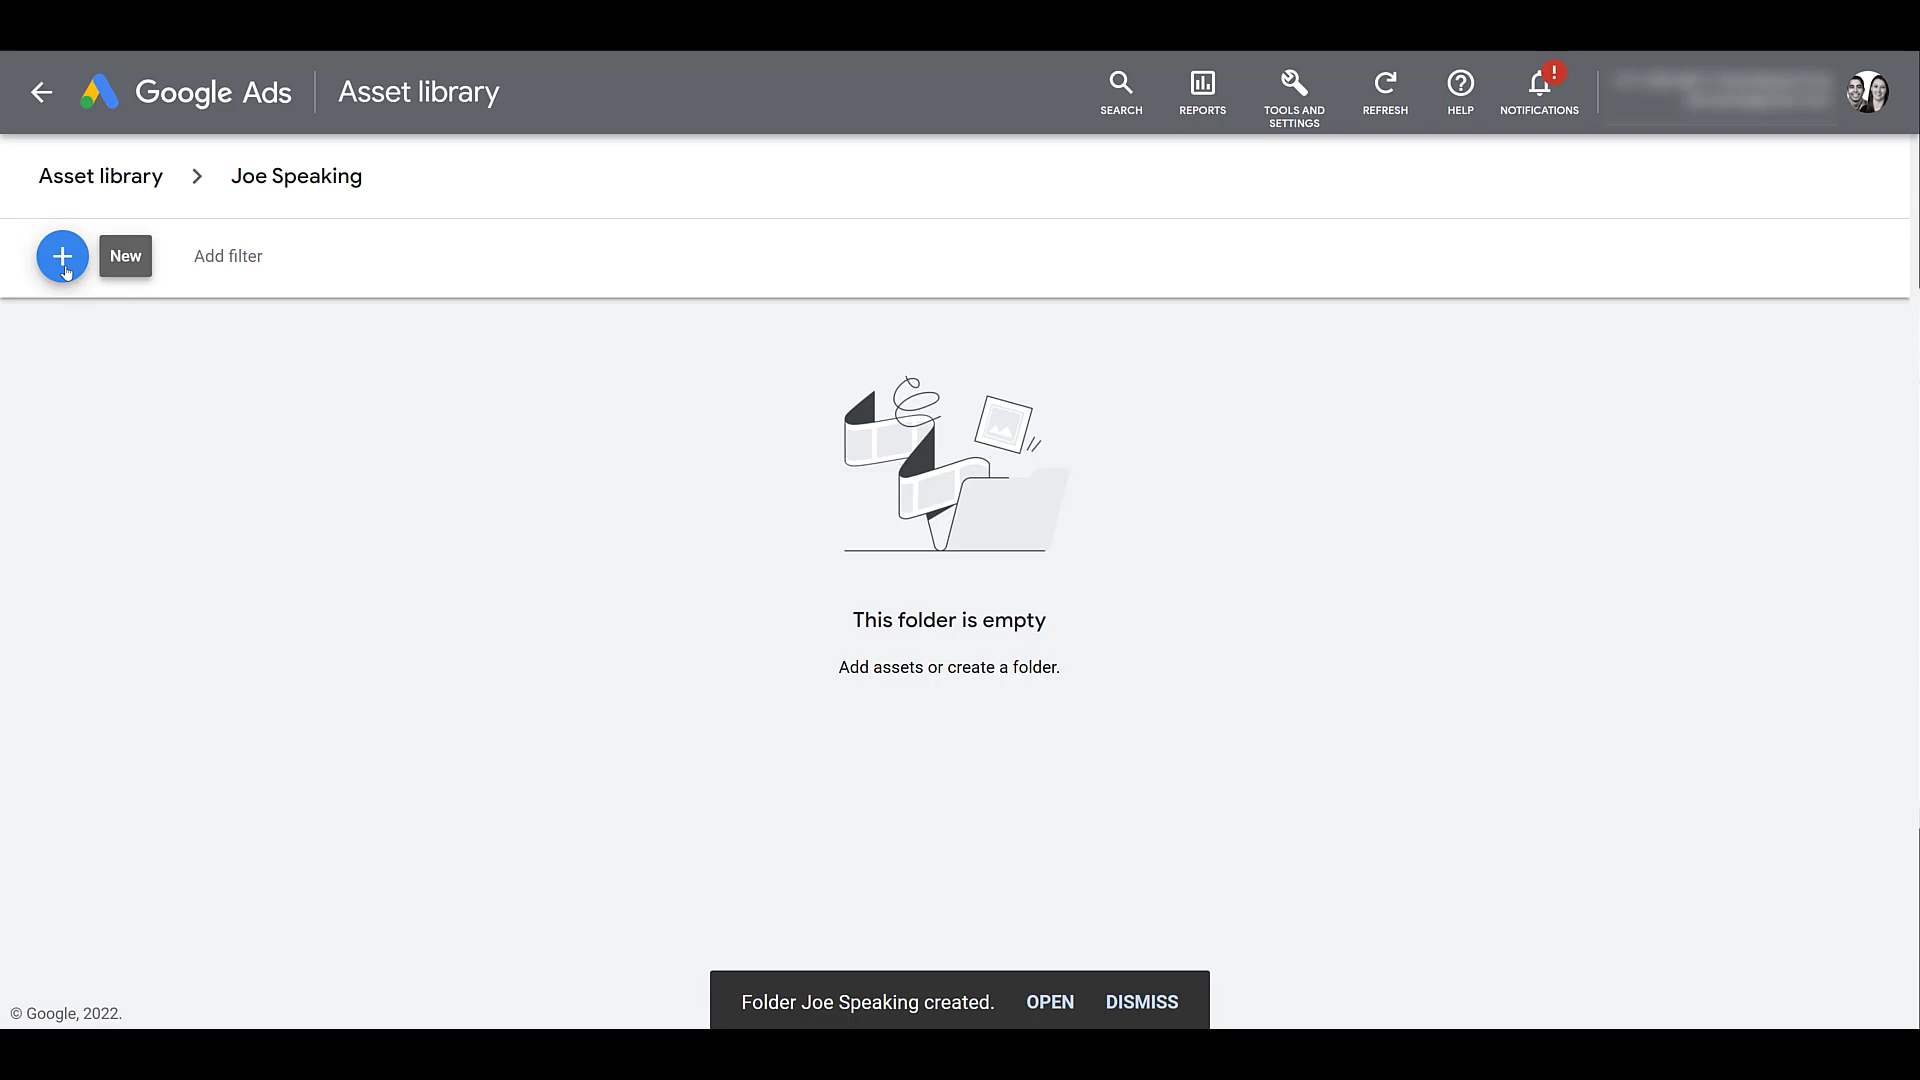 Google Ads
Asset library
SEARCH
REPORTS
TOOLS AND
SETTINGS
REFRESH
HELP
!
NOTIFICATIONS
Asset library > Joe Speaking
New
Add filter
This folder is empty
Add assets or create a folder.
Folder Joe Speaking created. OPEN DISMISS
© Google, 2022.